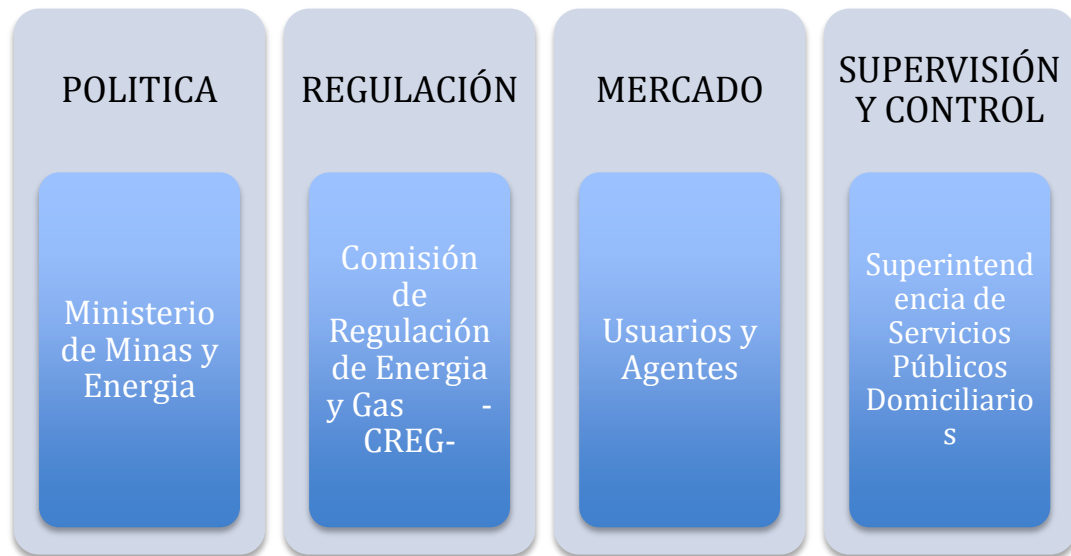 POLITICA
Ministerio
de Minas y
Energia
REGULACIÓN
Comisión
de
Regulación
de Energia
y Gas -
CREG-
MERCADO
Usuarios y
Agentes
SUPERVISIÓN
Y CONTROL
Superintend
encia de
Servicios
Públicos
Domiciliario
s